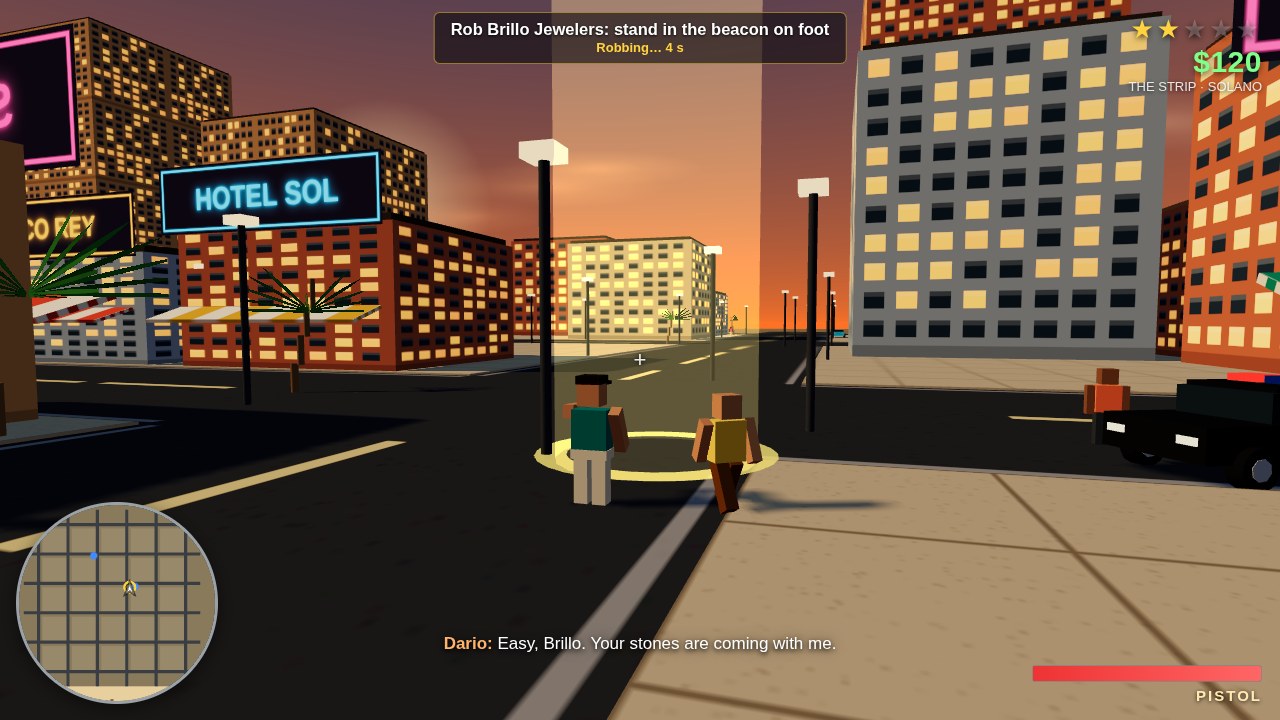 Rob Brillo Jewelers: stand in the beacon on foot
Robbing... 4 s
$120
THE STRIP · SOLANO
HOTEL SOL
CO REY
Dario: Easy, Brillo. Your stones are coming with me.
PISTOL